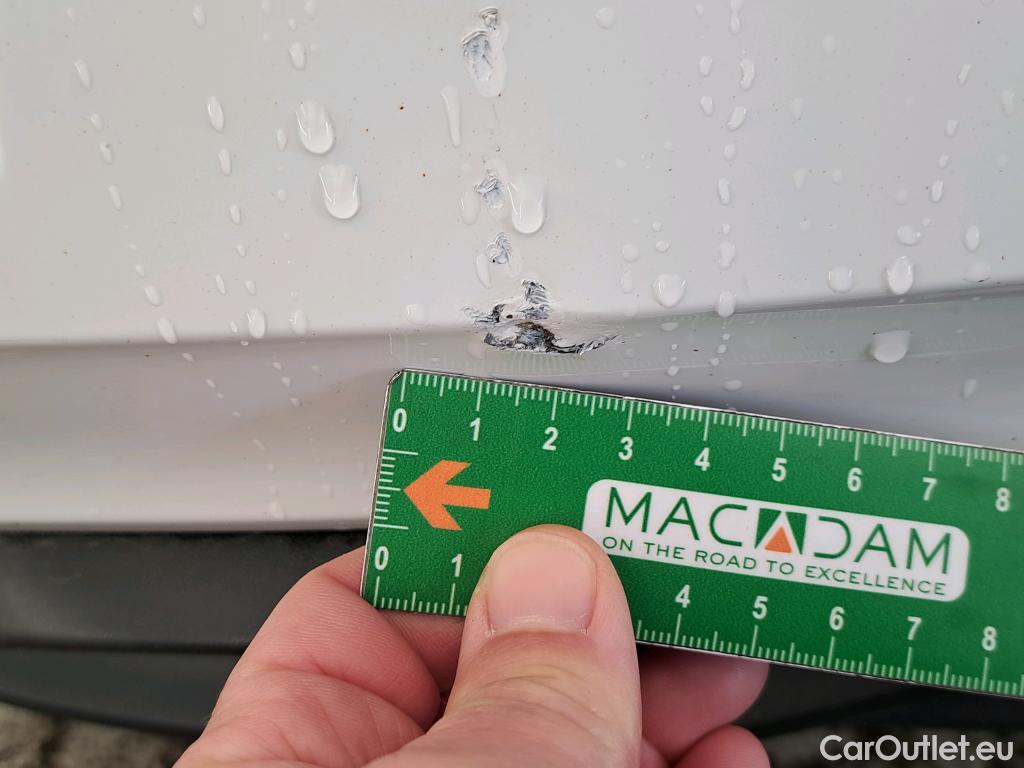 0 1 2 3 4 5 6 7 8
MACADAM
ON THE ROAD TO EXCELLENCE
0 1 4 5 6 7 8
CarOutlet.eu